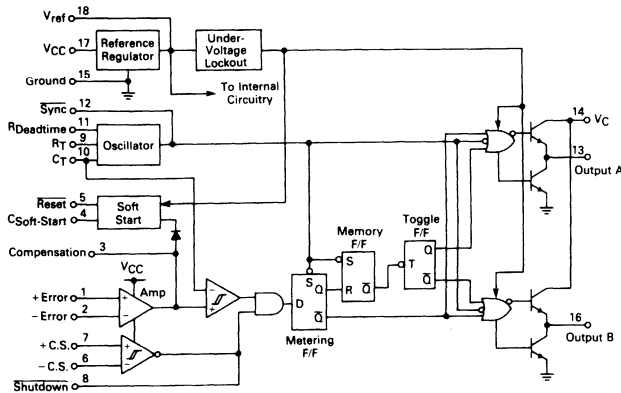 Vref 18
VCC 17
Reference Regulator
Under-Voltage Lockout
Ground 15
To Internal Circuitry
Sync 12
RDeadtime 11
RT 9
CT 10
Oscillator
14 VC
13
Output A
Reset 5
CSoft-Start 4
Soft Start
Compensation 3
Memory F/F
Toggle F/F
S
R Q
T
Q
Q
VCC
Amp
+Error 1
−Error 2
+
−
−
+
S
D
Q
Q
Metering F/F
+C.S. 7
−C.S. 6
+
−
Shutdown 8
16
Output B